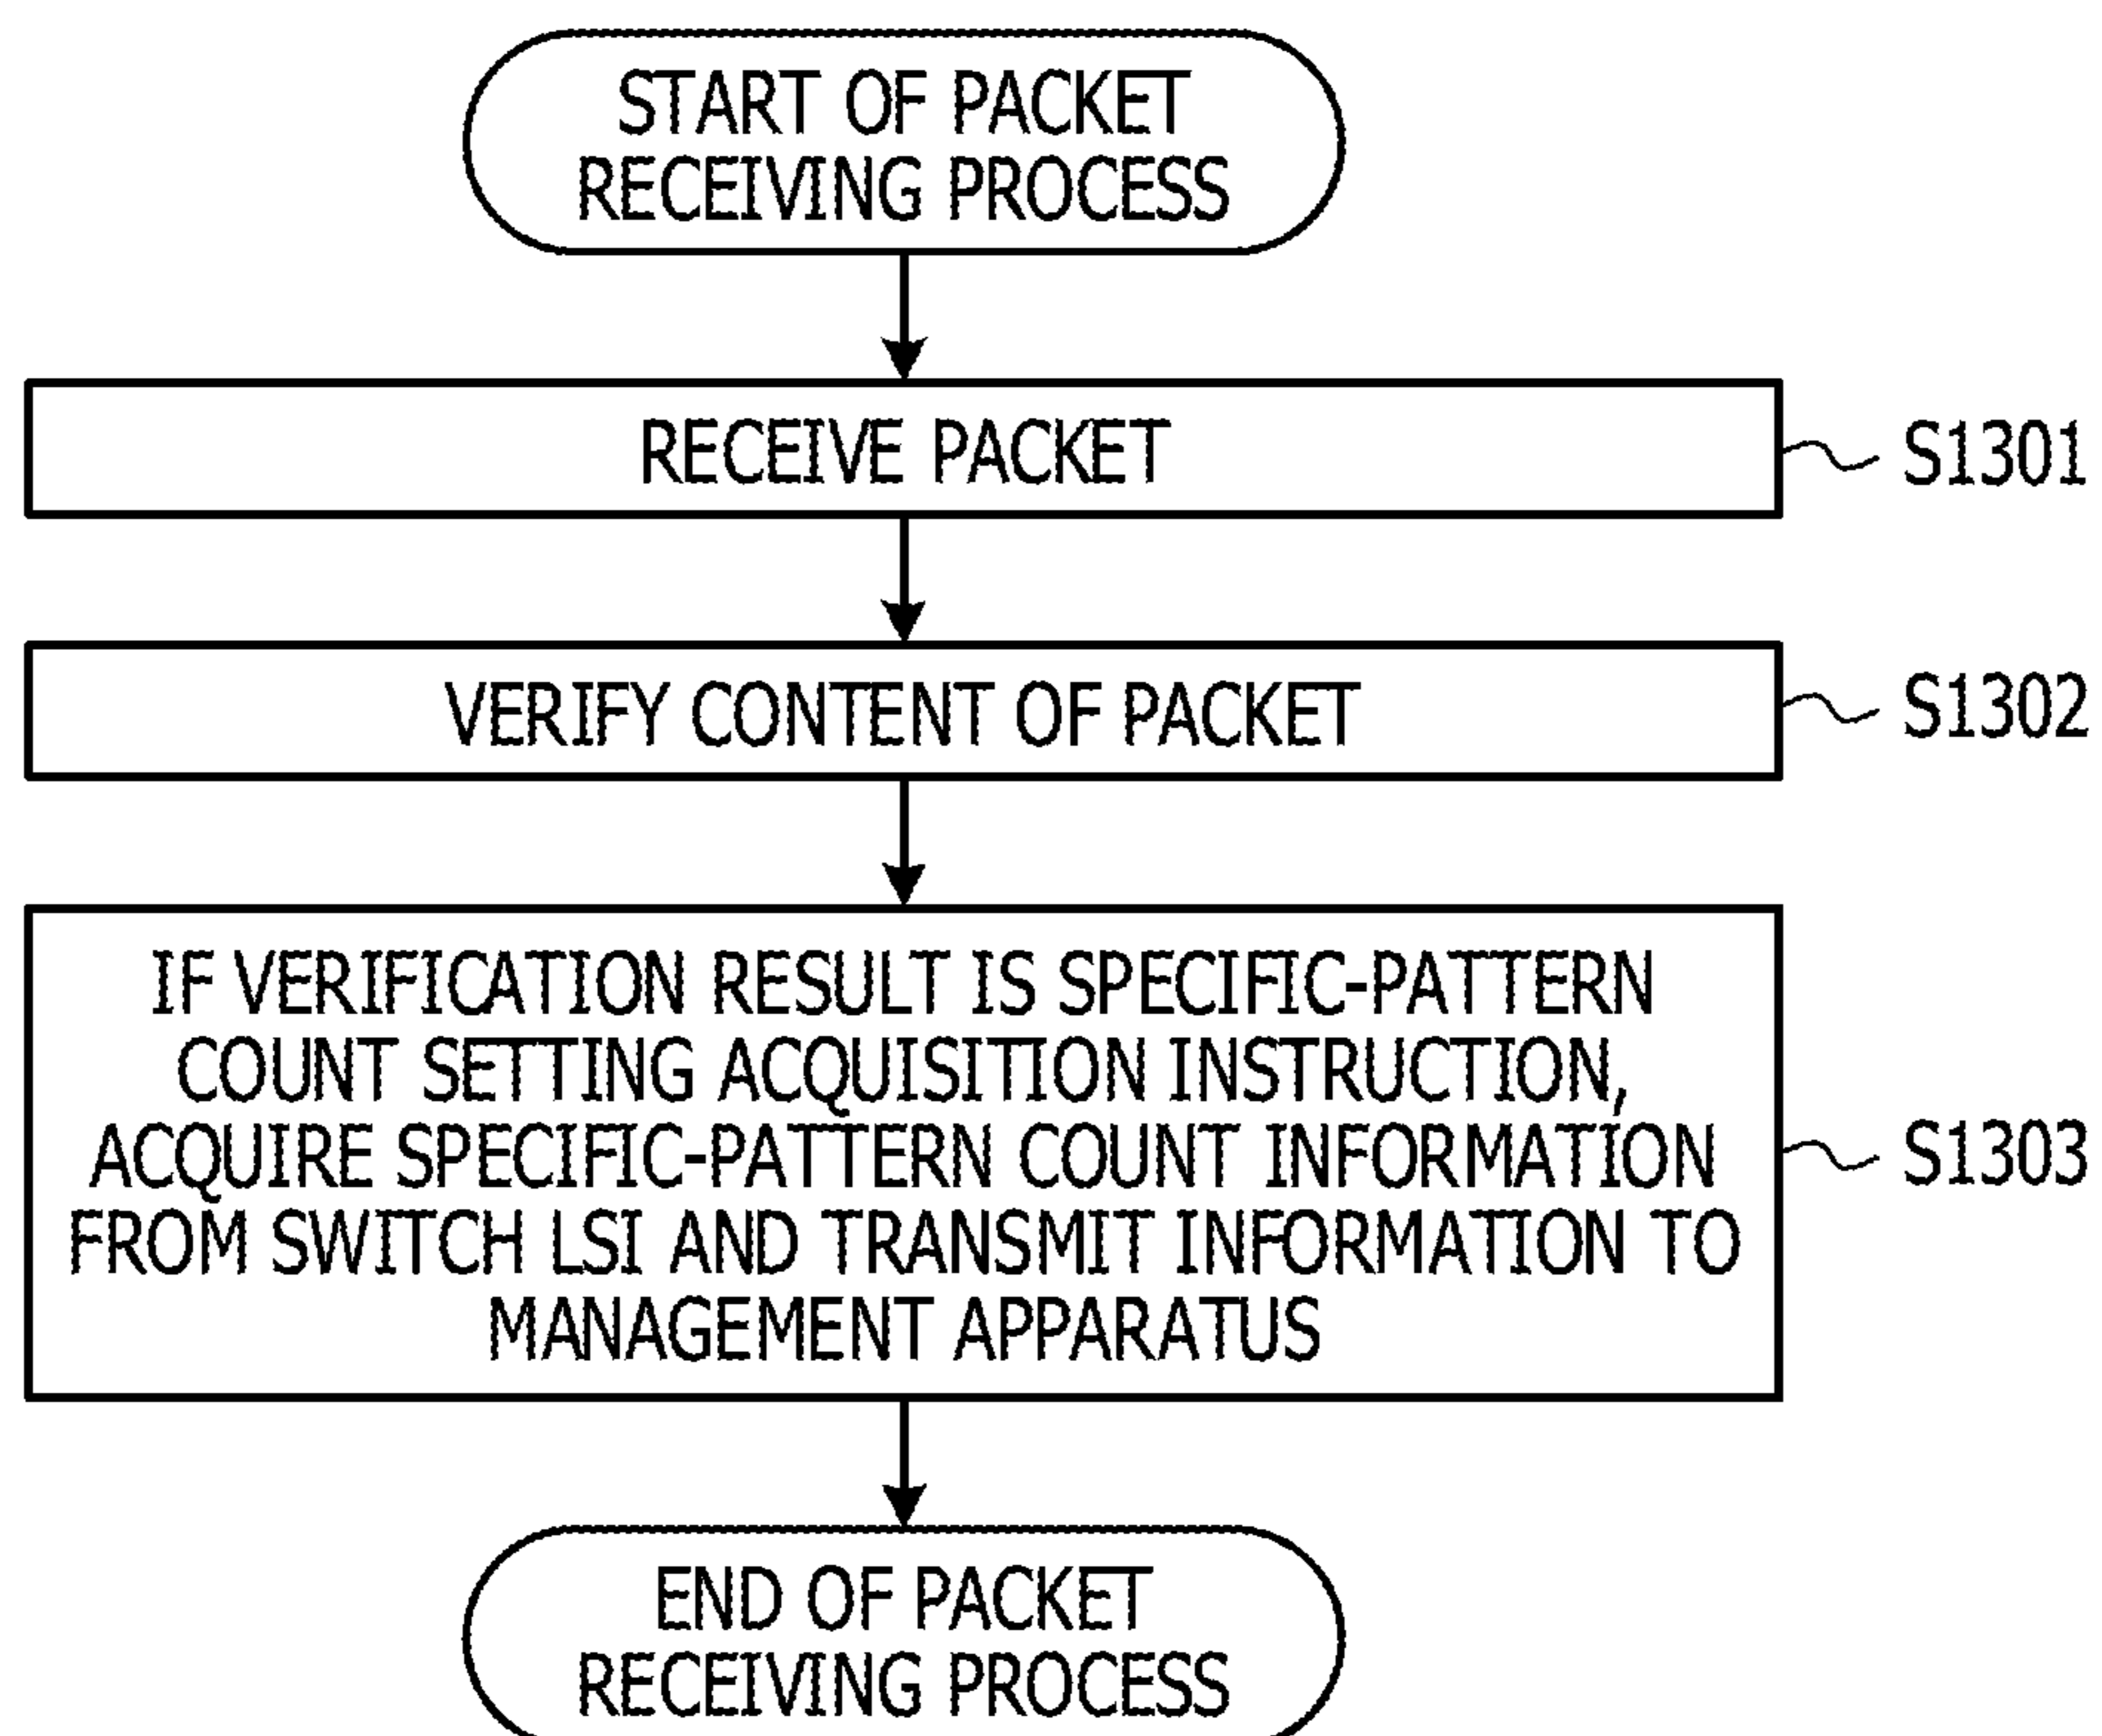 START OF PACKET
RECEIVING PROCESS
RECEIVE PACKET
S1301
VERIFY CONTENT OF PACKET
S1302
IF VERIFICATION RESULT IS SPECIFIC-PATTERN
COUNT SETTING ACQUISITION INSTRUCTION,
ACQUIRE SPECIFIC-PATTERN COUNT INFORMATION
FROM SWITCH LSI AND TRANSMIT INFORMATION TO
MANAGEMENT APPARATUS
S1303
END OF PACKET
RECEIVING PROCESS